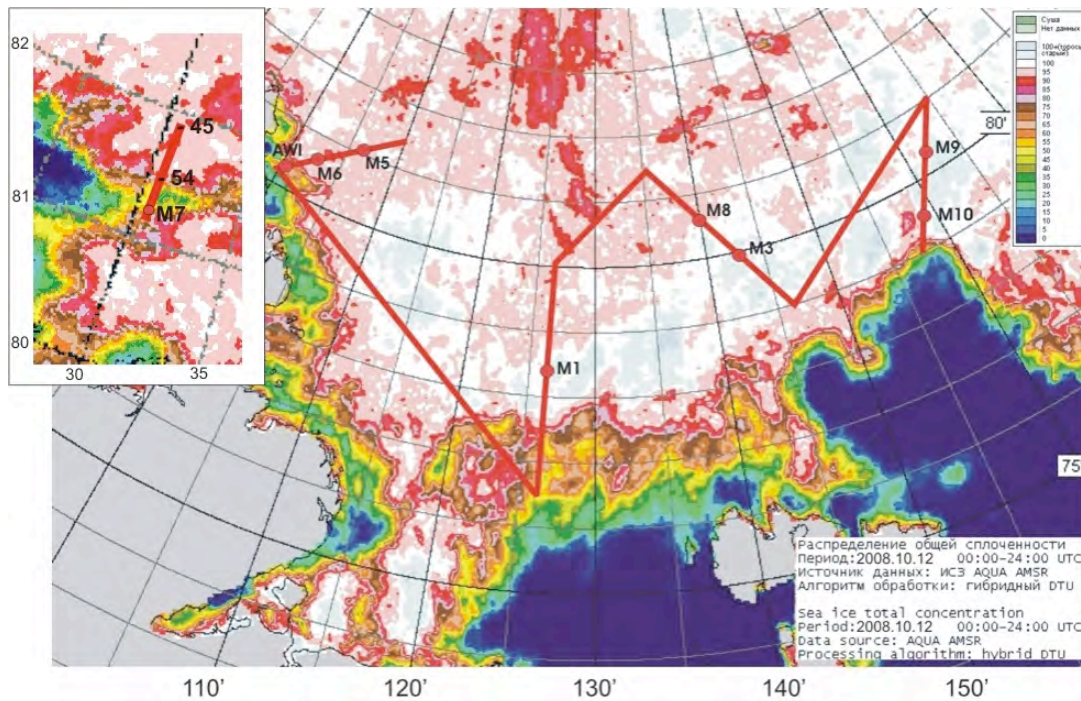 82
81
80
30
35
45
54
M7
AWI
M6
M5
M8
M3
M9
M10
M1
80'
75
Суша
Нет данных
100
95
90
85
80
75
70
65
60
55
50
45
40
35
30
25
20
15
10
5
0
Распределение общей сплоченности
Период:2008.10.12 00:00-24:00 UTC
Источник данных: ИСЗ AQUA AMSR
Алгоритм обработки: гибридный DTU
Sea ice total concentration
Period:2008.10.12 00:00-24:00 UTC
Data source: AQUA AMSR
Processing algorithm: hybrid DTU
110'
120'
130'
140'
150'